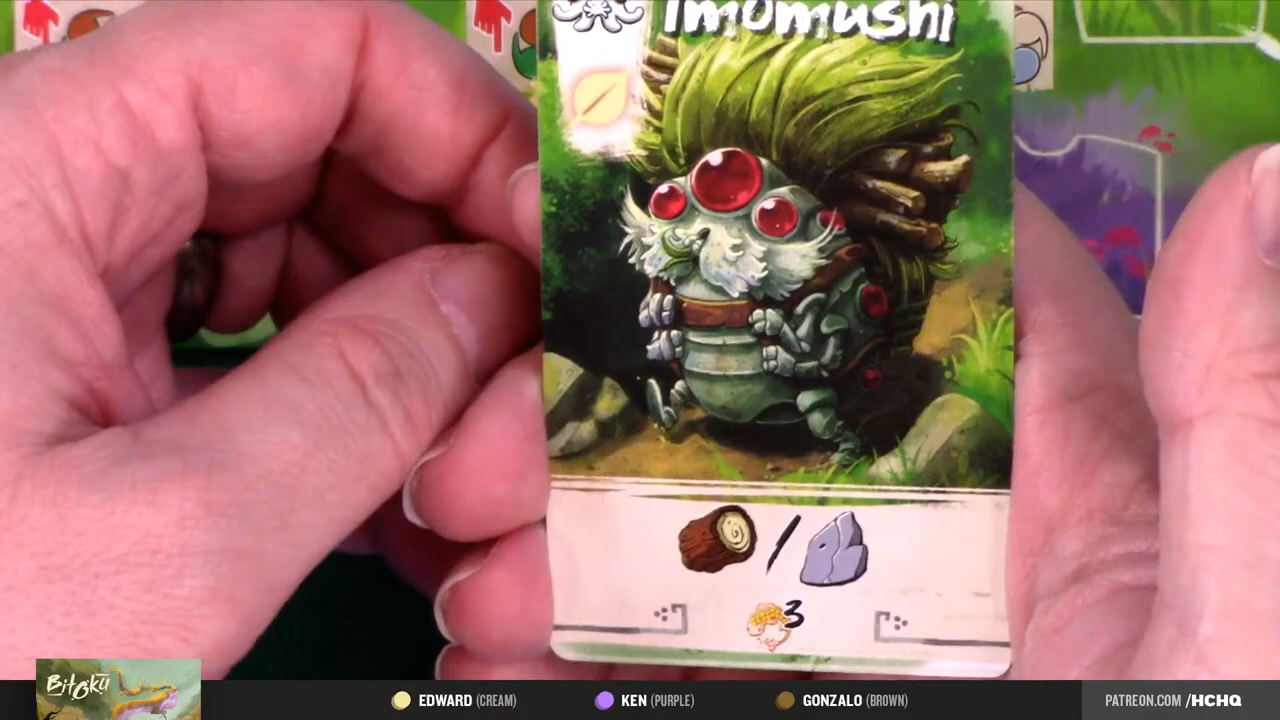 Imomushi
3
Bitoku
EDWARD (CREAM)
KEN (PURPLE)
GONZALO (BROWN)
PATREON.COM/HCHQ